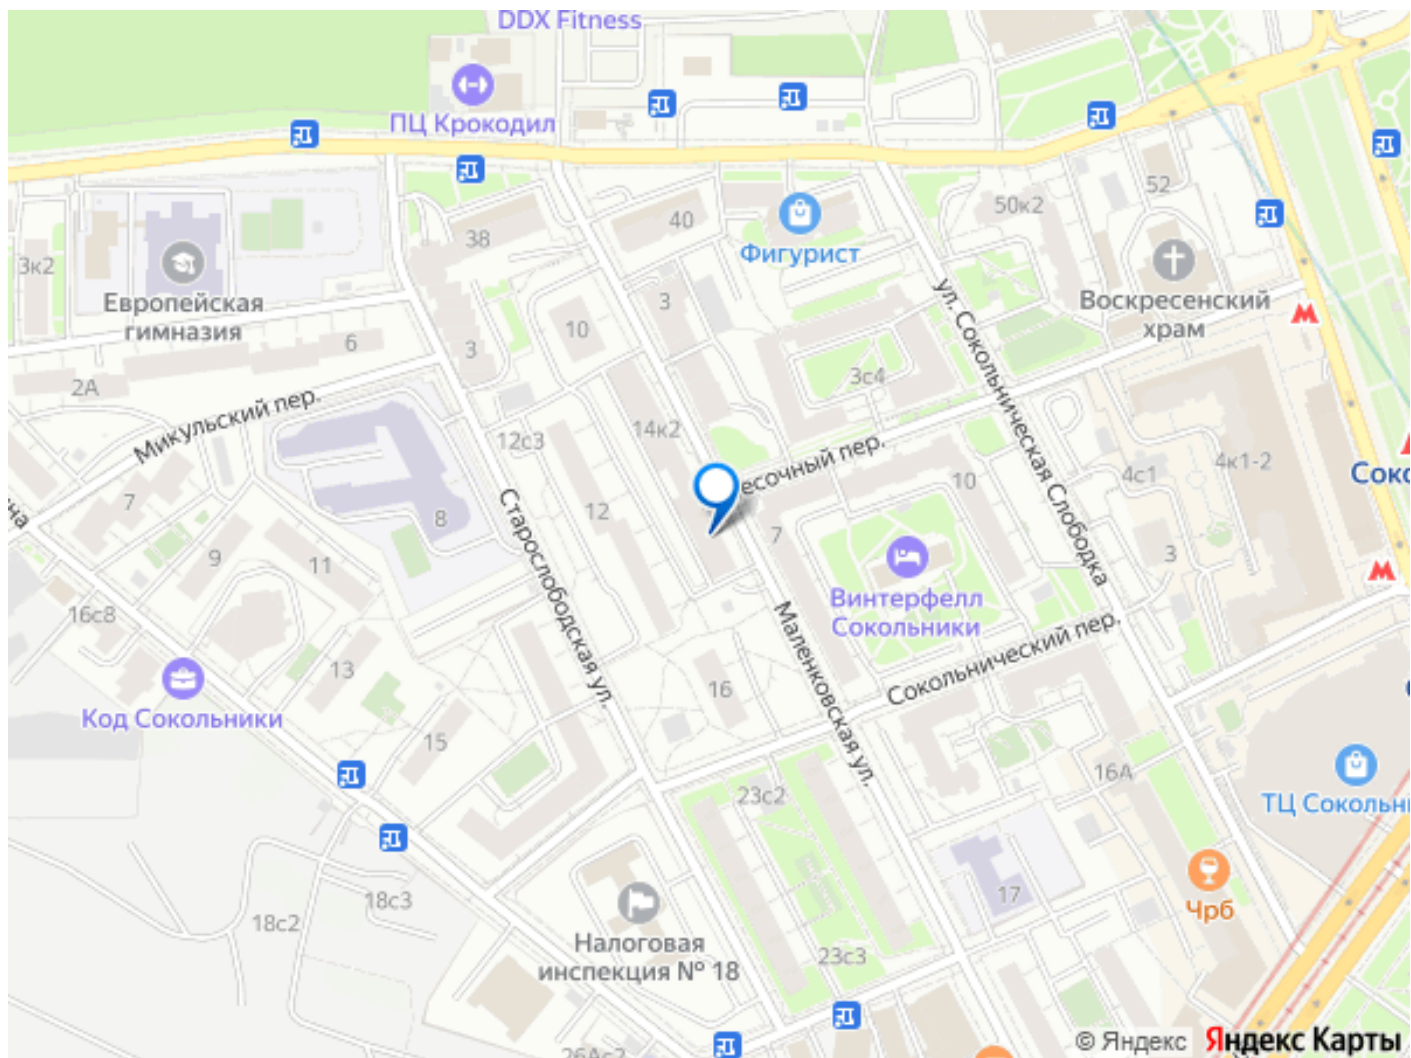 DDX Fitness
ПЦ Крокодил
52
50к2
40
38
Фигурист
3к2
Европейская
гимназия
Воскресенский
храм
ул. Сокольническая Слободка
3
10
6
3
2А
3с4
Микульский пер.
14к2
12с3
есочный пер.
4с1
4к1-2
10
7
8
12
Старослободская ул.
7
9
11
3
Винтерфелл
Сокольники
16с8
Маленковская ул.
Сокольнический пер.
13
16
Код Сокольники
15
16А
23с2
ТЦ Сокольни
17
18с3
18с2
Чрб
Налоговая
инспекция № 18
23с3
26Ас2
© Яндекс Яндекс Карты